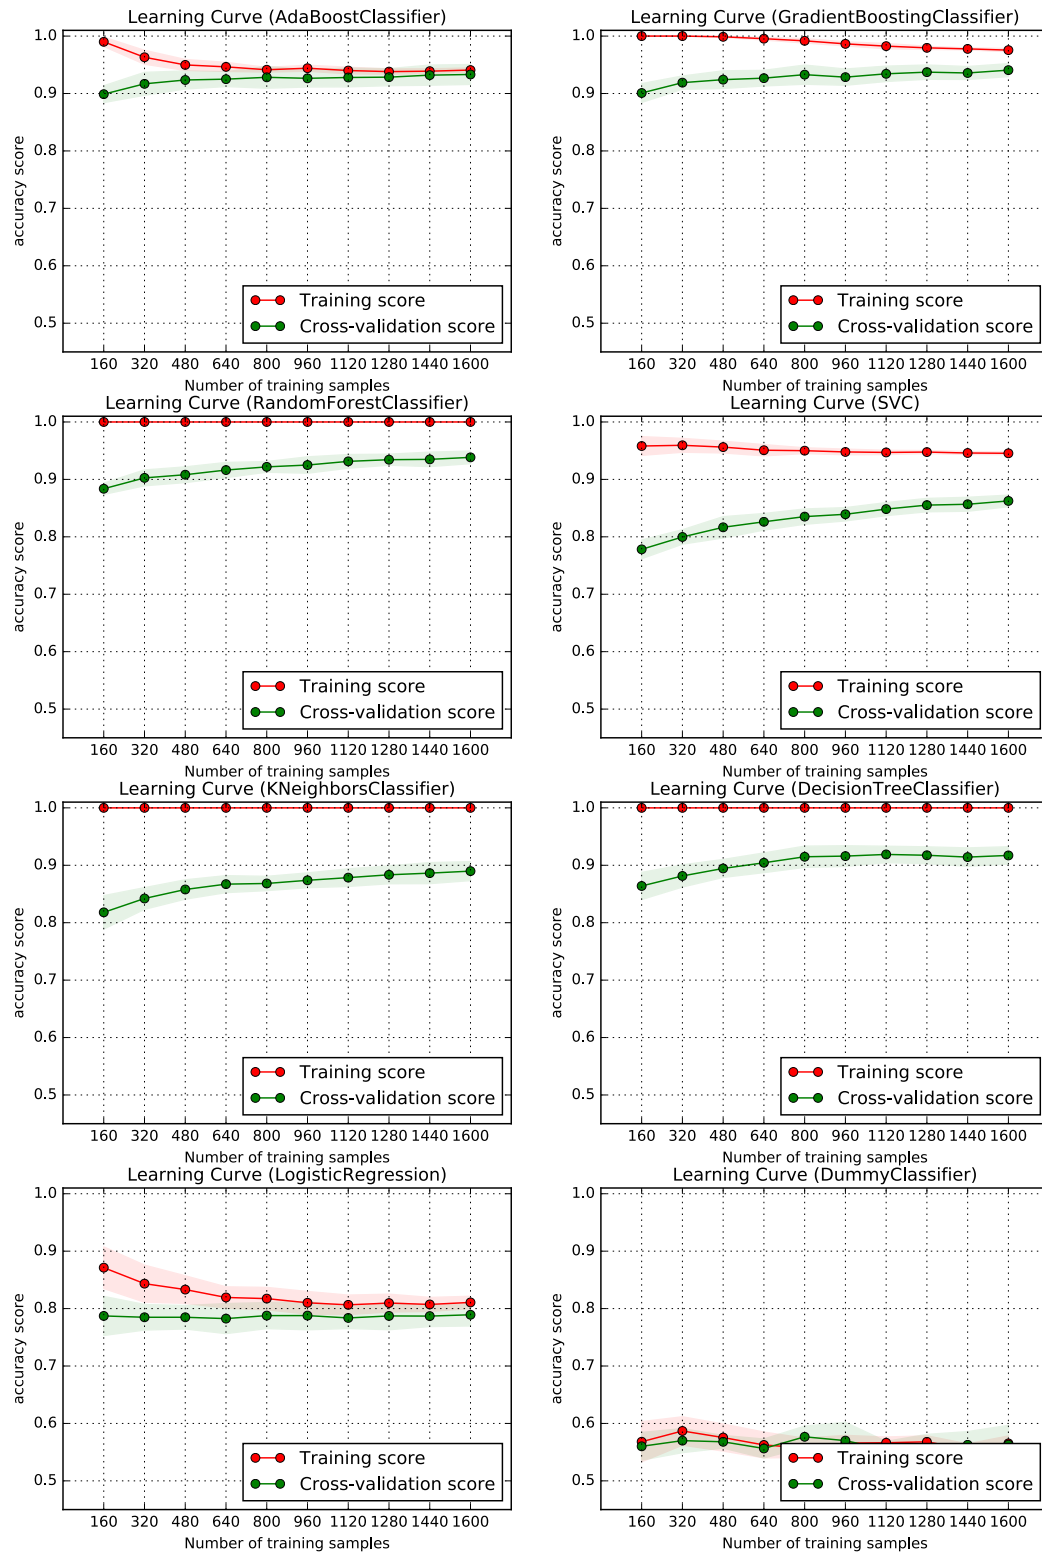 Learning Curve (AdaBoostClassifier)
1.0
0.9
0.8
0.7
0.6
0.5
accuracy score
Training score
Cross-validation score
160 320 480 640 800 960 1120 1280 1440 1600
Number of training samples
Learning Curve (GradientBoostingClassifier)
1.0
0.9
0.8
0.7
0.6
0.5
accuracy score
Training score
Cross-validation score
160 320 480 640 800 960 1120 1280 1440 1600
Number of training samples
Learning Curve (RandomForestClassifier)
1.0
0.9
0.8
0.7
0.6
0.5
accuracy score
Training score
Cross-validation score
160 320 480 640 800 960 1120 1280 1440 1600
Number of training samples
Learning Curve (SVC)
1.0
0.9
0.8
0.7
0.6
0.5
accuracy score
Training score
Cross-validation score
160 320 480 640 800 960 1120 1280 1440 1600
Number of training samples
Learning Curve (KNeighborsClassifier)
1.0
0.9
0.8
0.7
0.6
0.5
accuracy score
Training score
Cross-validation score
160 320 480 640 800 960 1120 1280 1440 1600
Number of training samples
Learning Curve (DecisionTreeClassifier)
1.0
0.9
0.8
0.7
0.6
0.5
accuracy score
Training score
Cross-validation score
160 320 480 640 800 960 1120 1280 1440 1600
Number of training samples
Learning Curve (LogisticRegression)
1.0
0.9
0.8
0.7
0.6
0.5
accuracy score
Training score
Cross-validation score
160 320 480 640 800 960 1120 1280 1440 1600
Number of training samples
Learning Curve (DummyClassifier)
1.0
0.9
0.8
0.7
0.6
0.5
accuracy score
Training score
Cross-validation score
160 320 480 640 800 960 1120 1280 1440 1600
Number of training samples